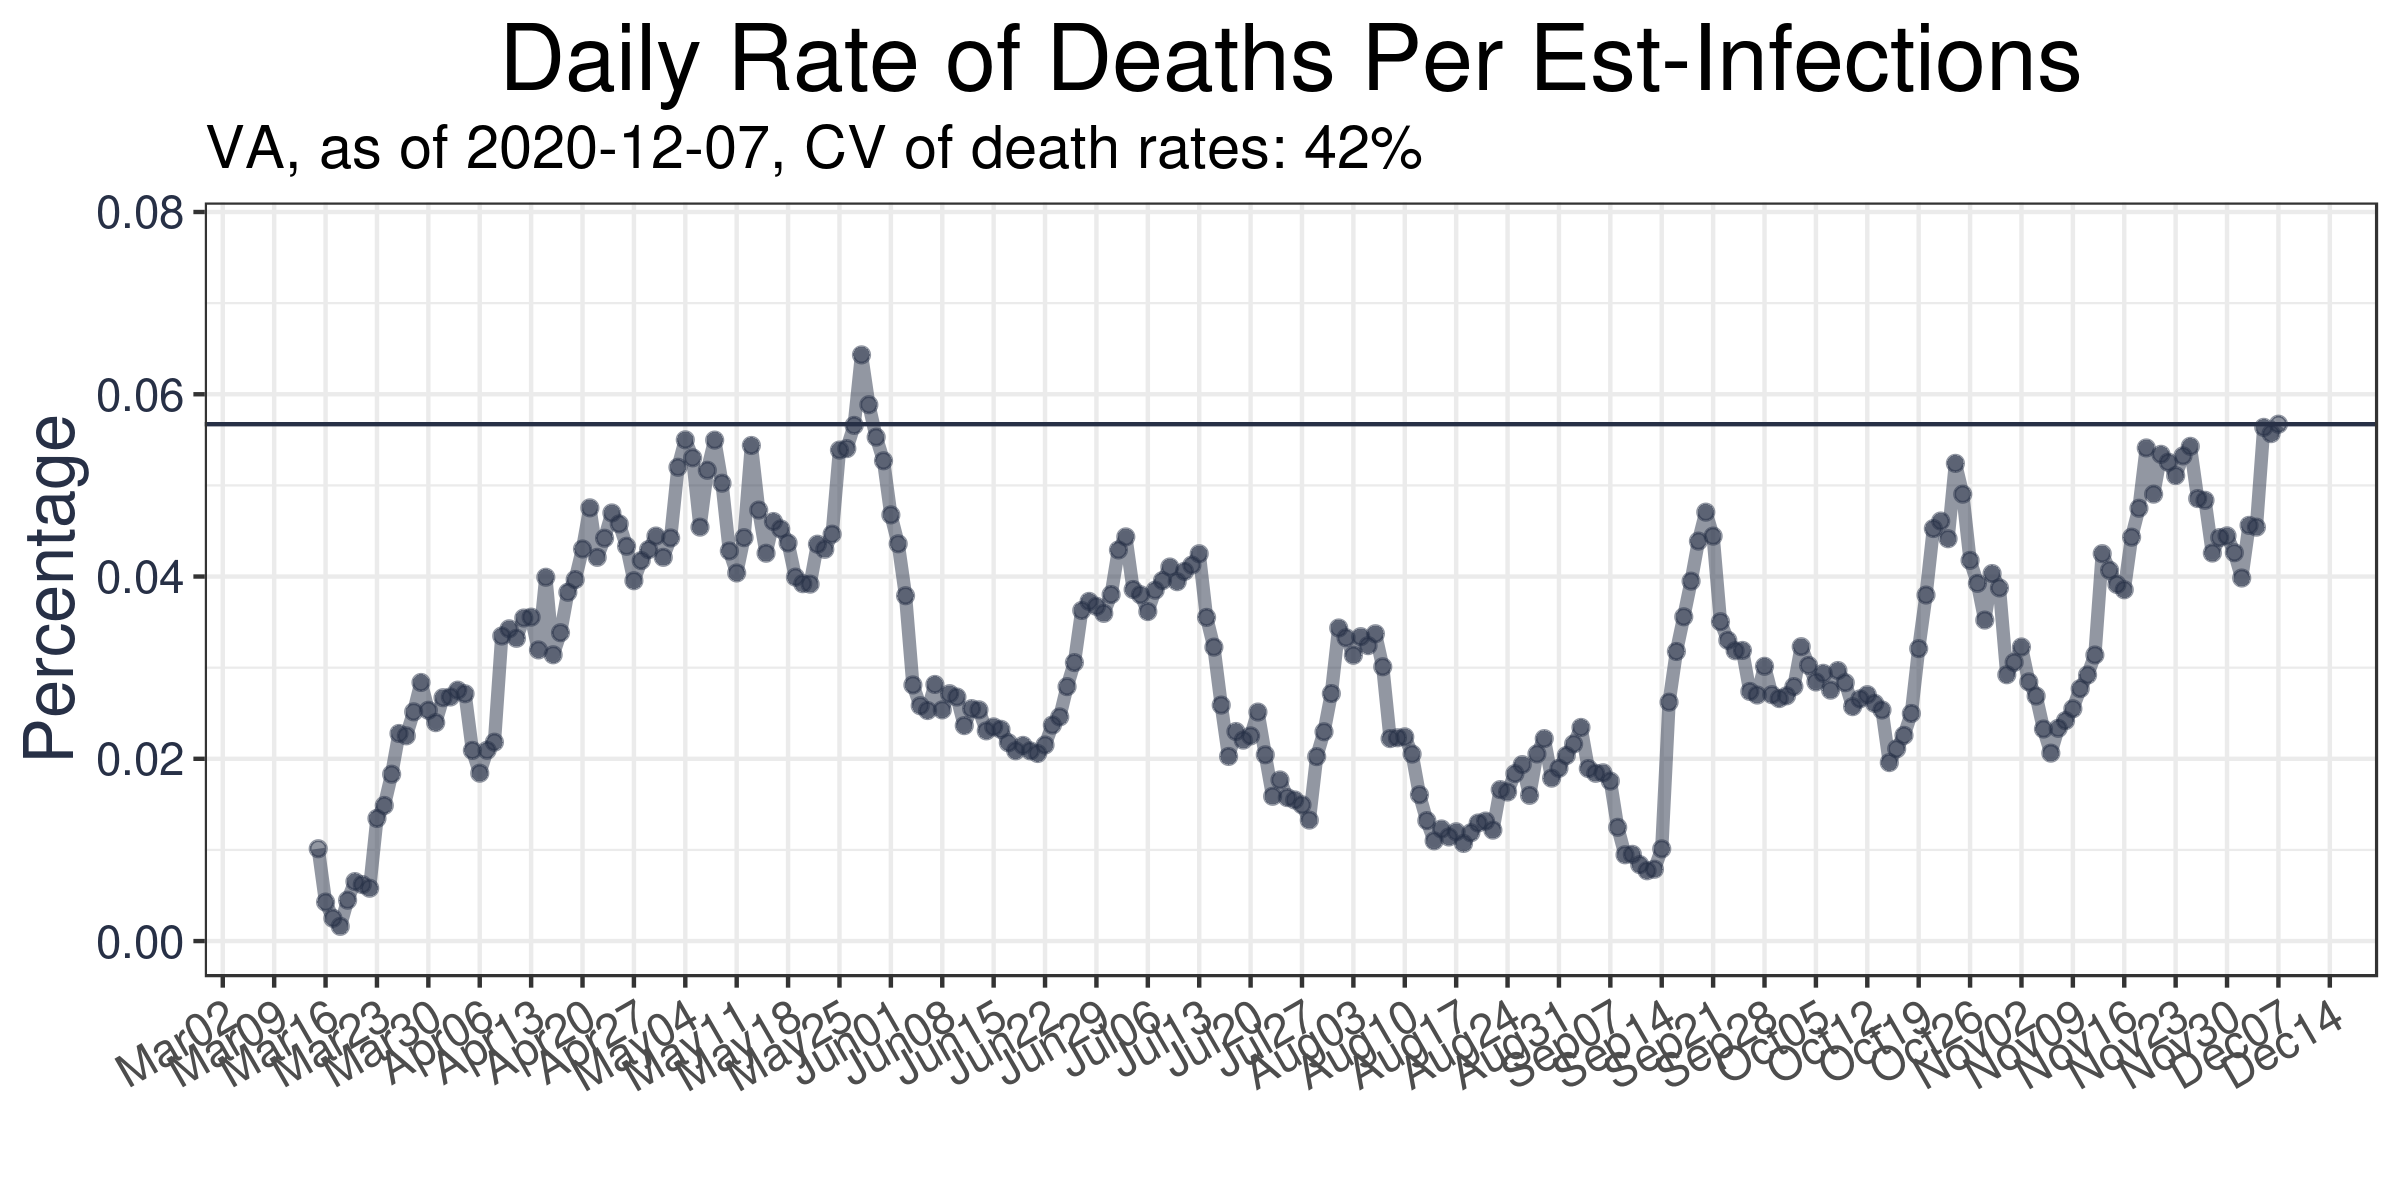 Daily Rate of Deaths Per Est-Infections
VA, as of 2020-12-07, CV of death rates: 42%
Percentage
0.08
0.06
0.04
0.02
0.00
Mar02
Mar09
Mar16
Mar23
Mar30
Apr06
Apr13
Apr20
Apr27
May04
May11
May18
May25
Jun01
Jun08
Jun15
Jun22
Jun29
Jul06
Jul13
Jul20
Jul27
Aug03
Aug10
Aug17
Aug24
Aug31
Sep07
Sep14
Sep21
Sep28
Oct05
Oct12
Oct19
Oct26
Nov02
Nov09
Nov16
Nov23
Nov30
Dec07
Dec14